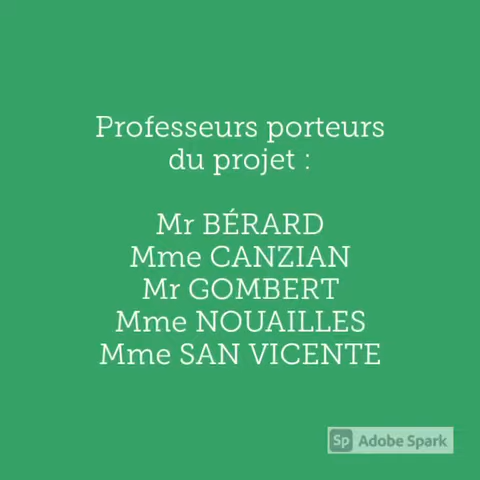 Professeurs porteurs
du projet :
Mr BÉRARD
Mme CANZIAN
Mr GOMBERT
Mme NOUAILLES
Mme SAN VICENTE
Sp Adobe Spark